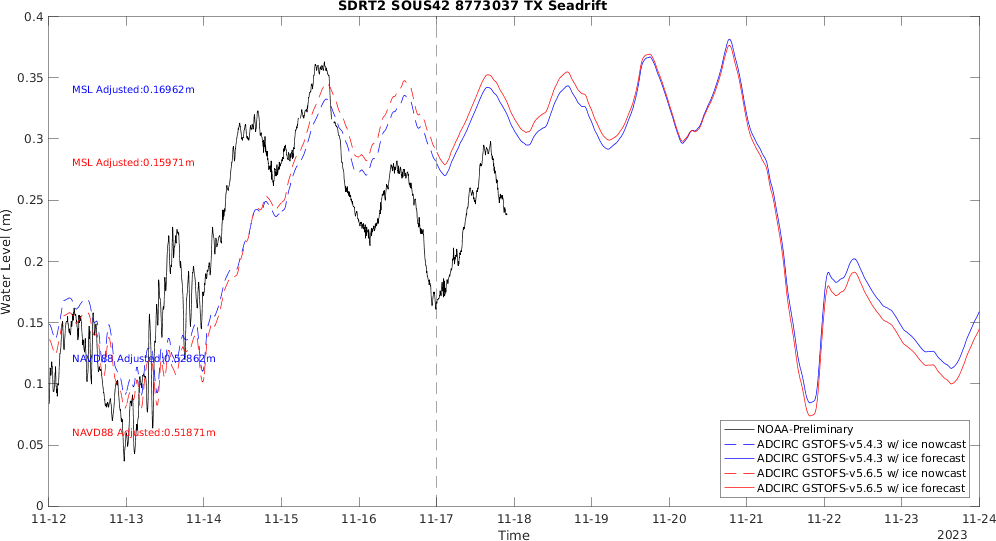 SDRT2 SOUS42 8773037 TX Seadrift
0.4
0.35
0.3
0.25
0.2
0.15
0.1
0.05
0
Water Level (m)
MSL Adjusted:0.16962m
MSL Adjusted:0.15971m
NAVD88 Adjusted:0.52862m
NAVD88 Adjusted:0.51871m
NOAA-Preliminary
ADCIRC GSTOFS-v5.4.3 w/ ice nowcast
ADCIRC GSTOFS-v5.4.3 w/ ice forecast
ADCIRC GSTOFS-v5.6.5 w/ ice nowcast
ADCIRC GSTOFS-v5.6.5 w/ ice forecast
11-12 11-13 11-14 11-15 11-16 11-17 11-18 11-19 11-20 11-21 11-22 11-23 11-24
Time
2023